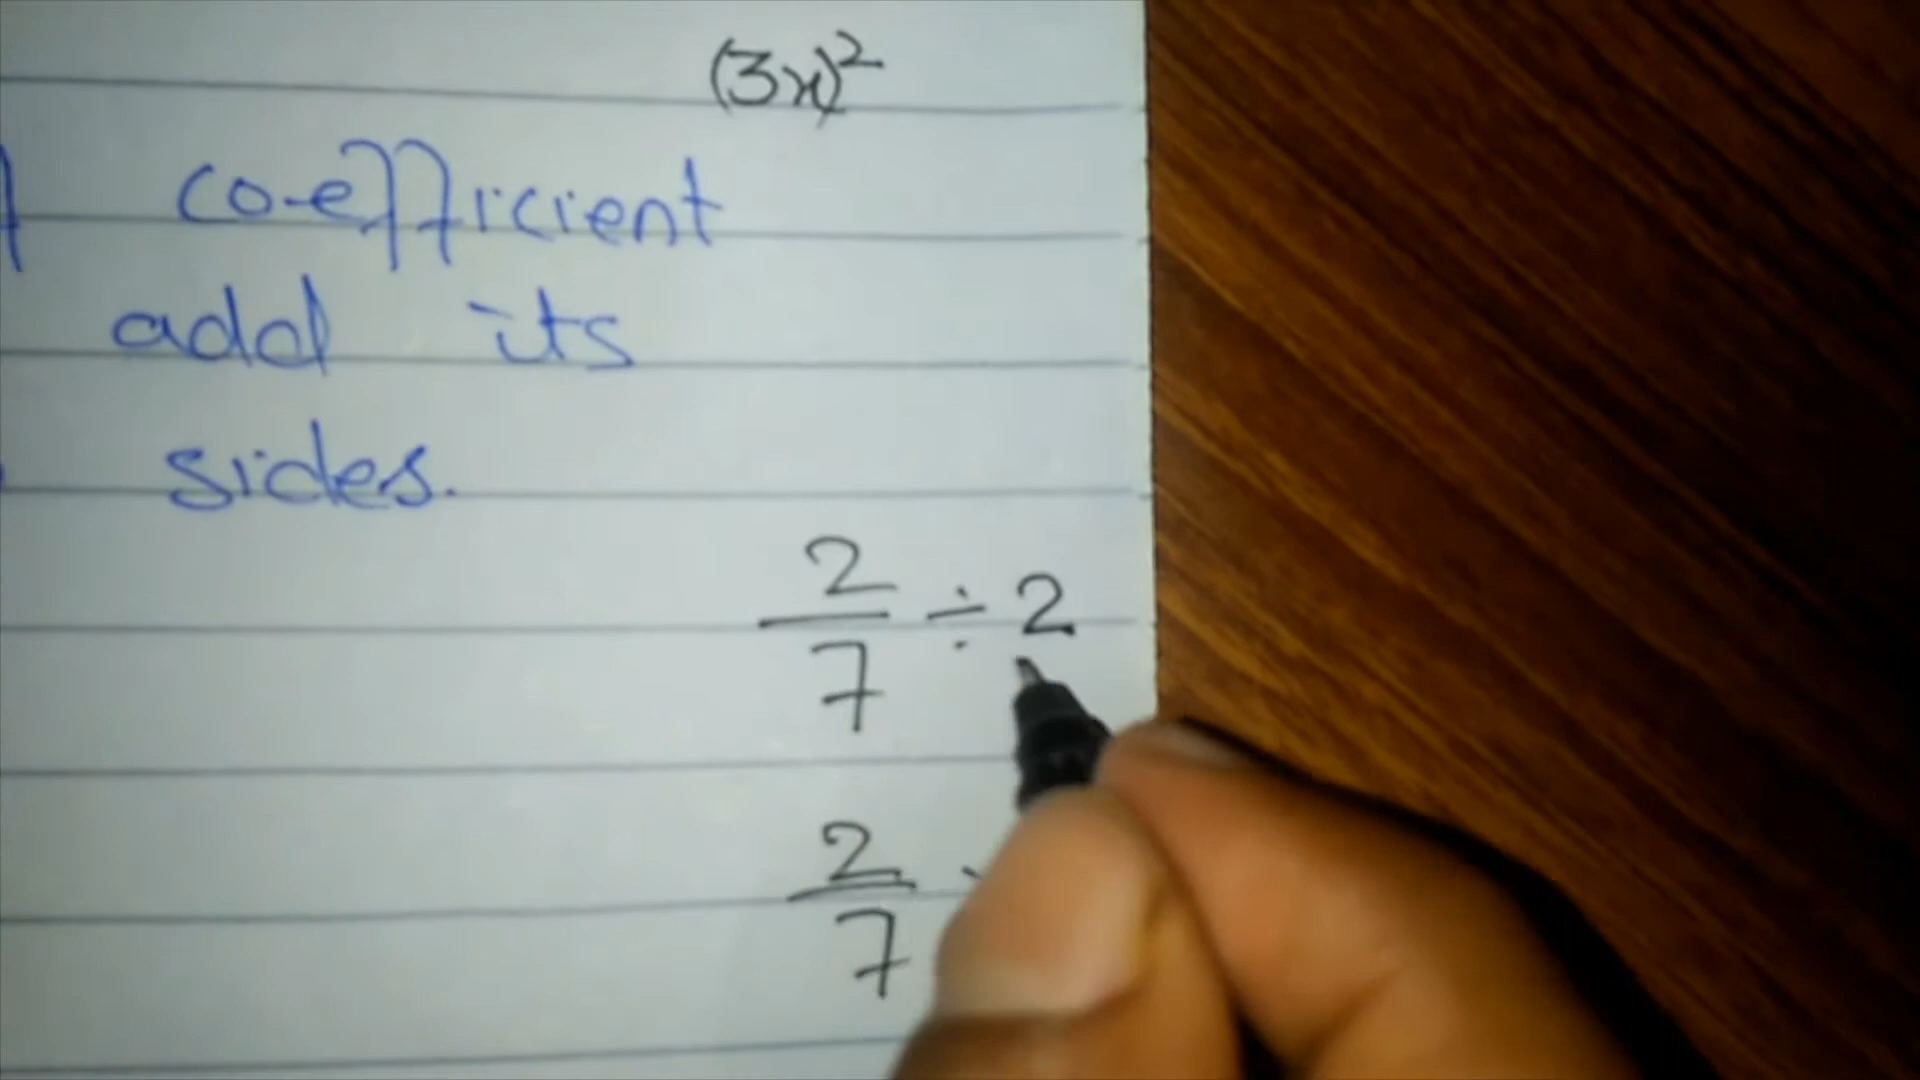 (3x)²
co-efficient
add its
sides.
2/7 ÷ 2
2/7